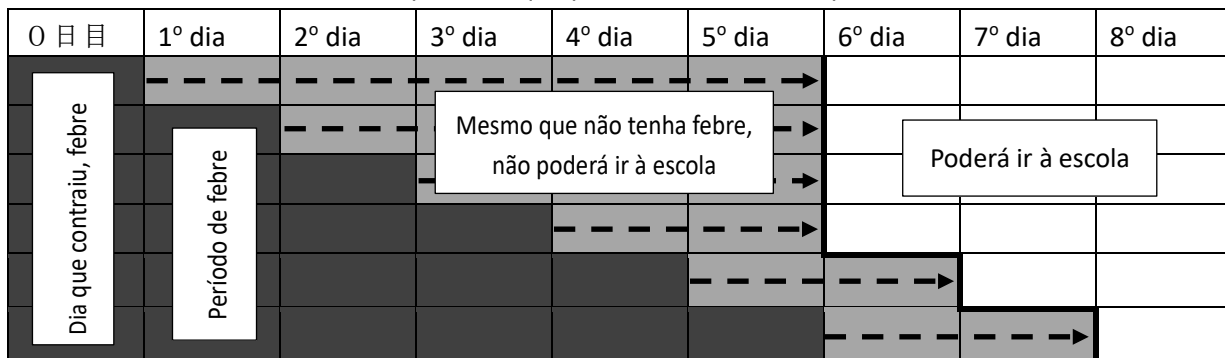 ０日目
1º dia
2º dia
3º dia
4º dia
5º dia
6º dia
7º dia
8º dia
Dia que contraiu, febre
Período de febre
Mesmo que não tenha febre,
não poderá ir à escola
Poderá ir à escola